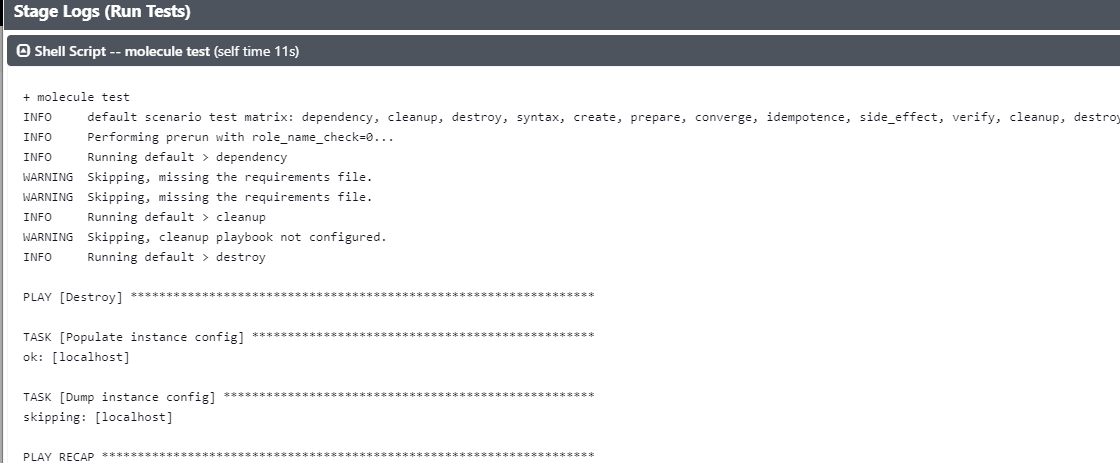 Stage Logs (Run Tests)
Shell Script -- molecule test (self time 11s)
+ molecule test
INFO     default scenario test matrix: dependency, cleanup, destroy, syntax, create, prepare, converge, idempotence, side_effect, verify, cleanup, destroy
INFO     Performing prerun with role_name_check=0...
INFO     Running default > dependency
WARNING  Skipping, missing the requirements file.
WARNING  Skipping, missing the requirements file.
INFO     Running default > cleanup
WARNING  Skipping, cleanup playbook not configured.
INFO     Running default > destroy
PLAY [Destroy] *****************************************************************
TASK [Populate instance config] ************************************************
ok: [localhost]
TASK [Dump instance config] ****************************************************
skipping: [localhost]
PLAY RECAP *********************************************************************